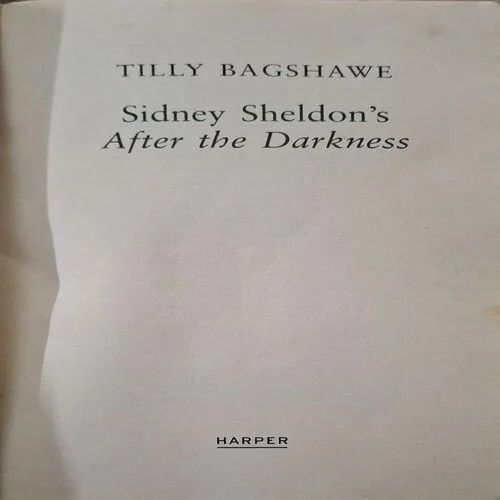 TILLY BAGSHAWE
Sidney Sheldon's
After the Darkness
HARPER